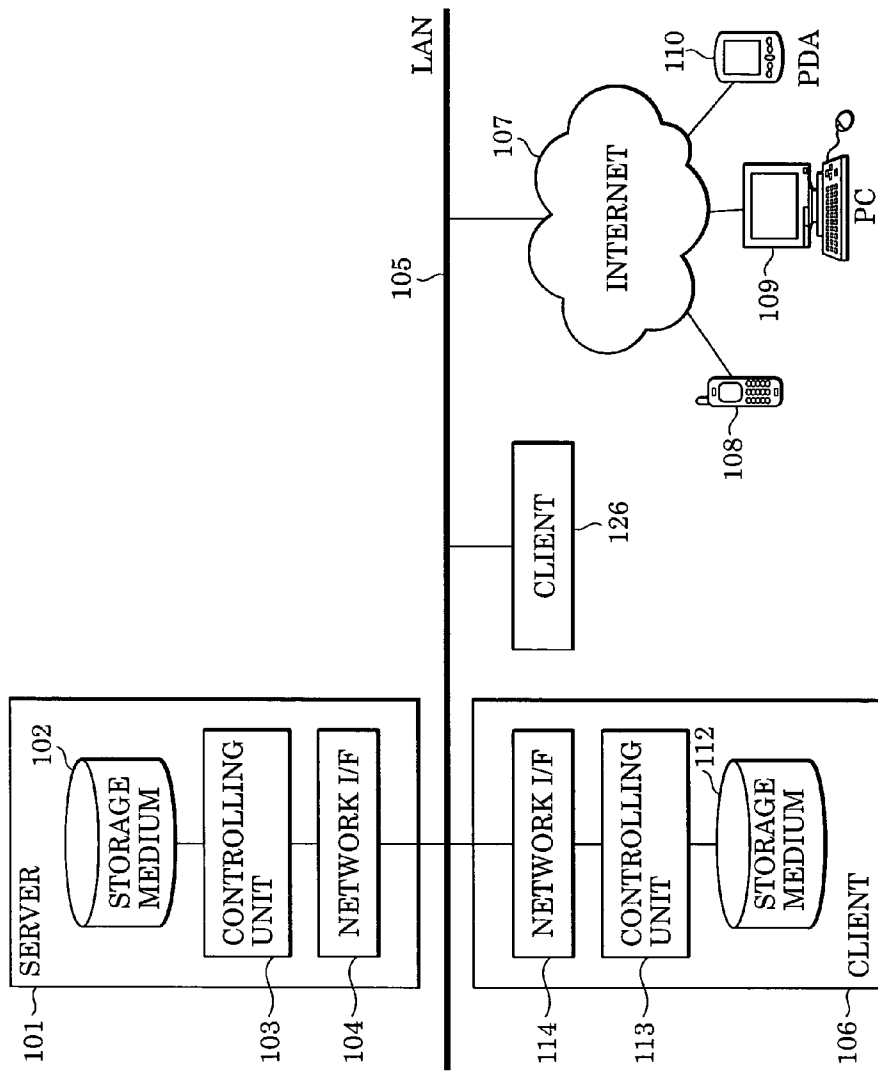 101
SERVER
102
STORAGE
MEDIUM
CONTROLLING
UNIT
103
NETWORK I/F
104
105
LAN
114
NETWORK I/F
113
CONTROLLING
UNIT
112
STORAGE
MEDIUM
106
CLIENT
CLIENT
126
107
INTERNET
108
109
PC
110
PDA